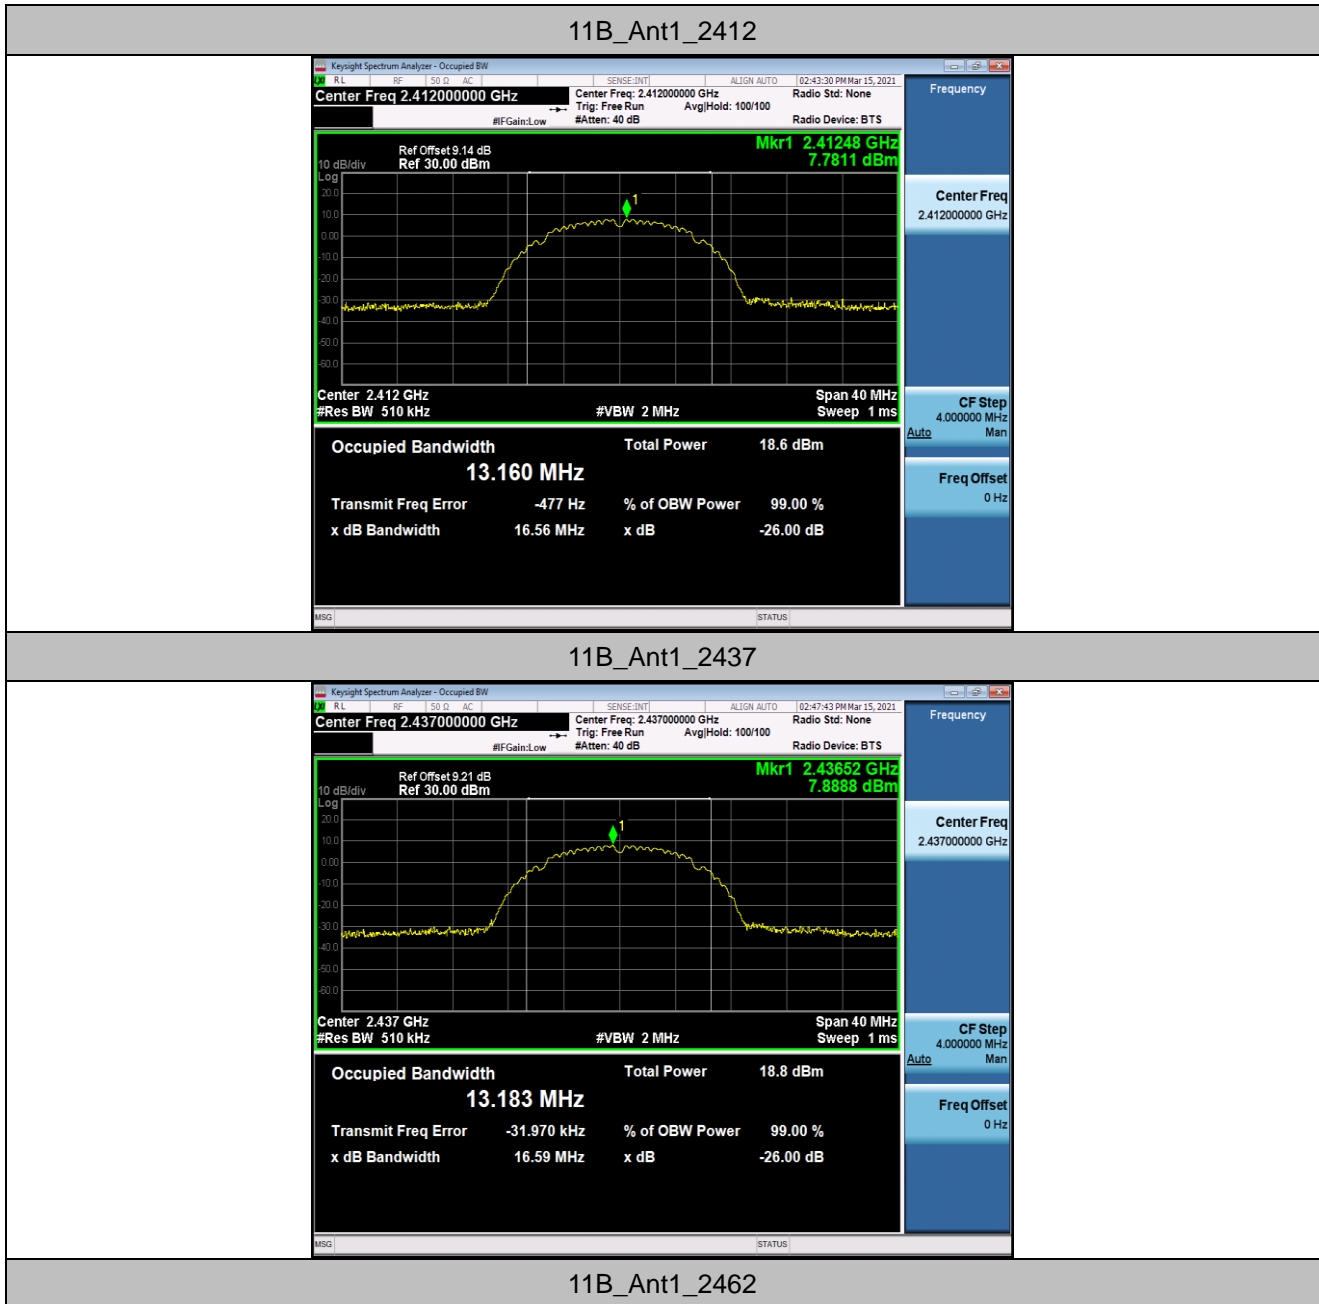 11B_Ant1_2412
Keysight Spectrum Analyzer - Occupied BW
RL RF 50 Ω AC SENSE:INT ALIGN AUTO 02:43:30 PM Mar 15, 2021
Center Freq 2.412000000 GHz Center Freq: 2.412000000 GHz Radio Std: None Frequency
Trig: Free Run Avg|Hold: 100/100
#IFGain:Low #Atten: 40 dB Radio Device: BTS
Mkr1 2.41248 GHz
Ref Offset 9.14 dB 7.7811 dBm
10 dB/div Ref 30.00 dBm
Log
20.0
10.0
0.00
-10.0
-20.0
-30.0
-40.0
-50.0
-60.0
1
Center Freq
2.412000000 GHz
Center 2.412 GHz Span 40 MHz
#Res BW 510 kHz #VBW 2 MHz Sweep 1 ms
CF Step
4.000000 MHz
Auto Man
Occupied Bandwidth Total Power 18.6 dBm
13.160 MHz
Freq Offset
0 Hz
Transmit Freq Error -477 Hz % of OBW Power 99.00 %
x dB Bandwidth 16.56 MHz x dB -26.00 dB
MSG STATUS
11B_Ant1_2437
Keysight Spectrum Analyzer - Occupied BW
RL RF 50 Ω AC SENSE:INT ALIGN AUTO 02:47:43 PM Mar 15, 2021
Center Freq 2.437000000 GHz Center Freq: 2.437000000 GHz Radio Std: None Frequency
Trig: Free Run Avg|Hold: 100/100
#IFGain:Low #Atten: 40 dB Radio Device: BTS
Mkr1 2.43652 GHz
Ref Offset 9.21 dB 7.8888 dBm
10 dB/div Ref 30.00 dBm
Log
20.0
10.0
0.00
-10.0
-20.0
-30.0
-40.0
-50.0
-60.0
1
Center Freq
2.437000000 GHz
Center 2.437 GHz Span 40 MHz
#Res BW 510 kHz #VBW 2 MHz Sweep 1 ms
CF Step
4.000000 MHz
Auto Man
Occupied Bandwidth Total Power 18.8 dBm
13.183 MHz
Freq Offset
0 Hz
Transmit Freq Error -31.970 kHz % of OBW Power 99.00 %
x dB Bandwidth 16.59 MHz x dB -26.00 dB
MSG STATUS
11B_Ant1_2462